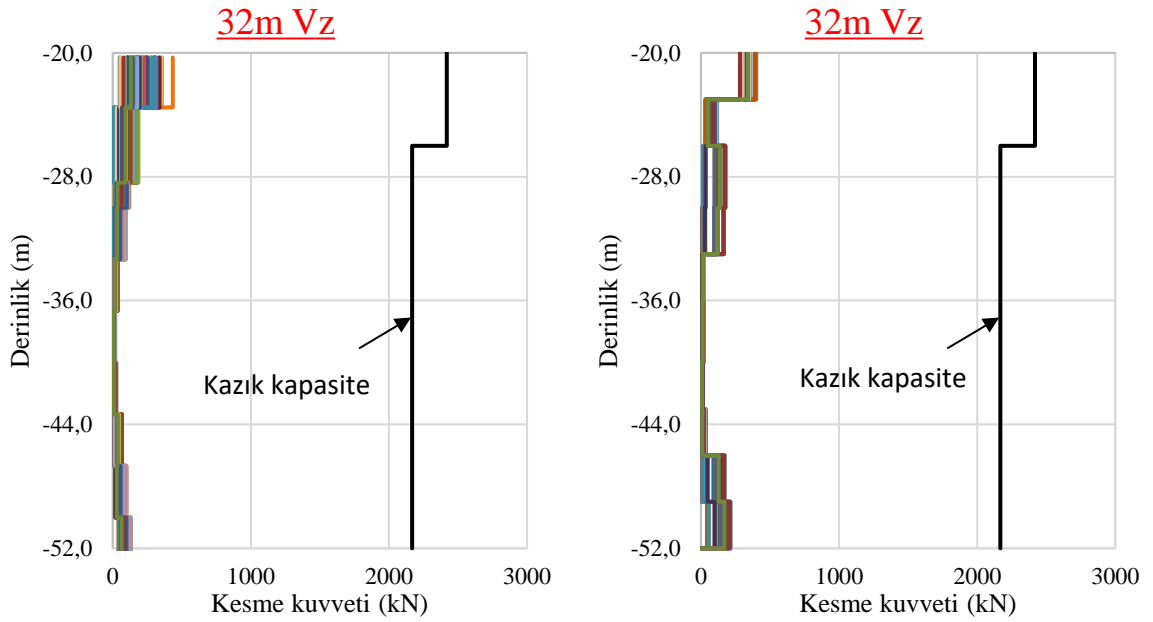 32m Vz
-20,0
-28,0
-36,0
-44,0
-52,0
Derinlik (m)
Kazık kapasite
0
1000
2000
3000
Kesme kuvveti (kN)
32m Vz
-20,0
-28,0
-36,0
-44,0
-52,0
Derinlik (m)
Kazık kapasite
0
1000
2000
3000
Kesme kuvveti (kN)